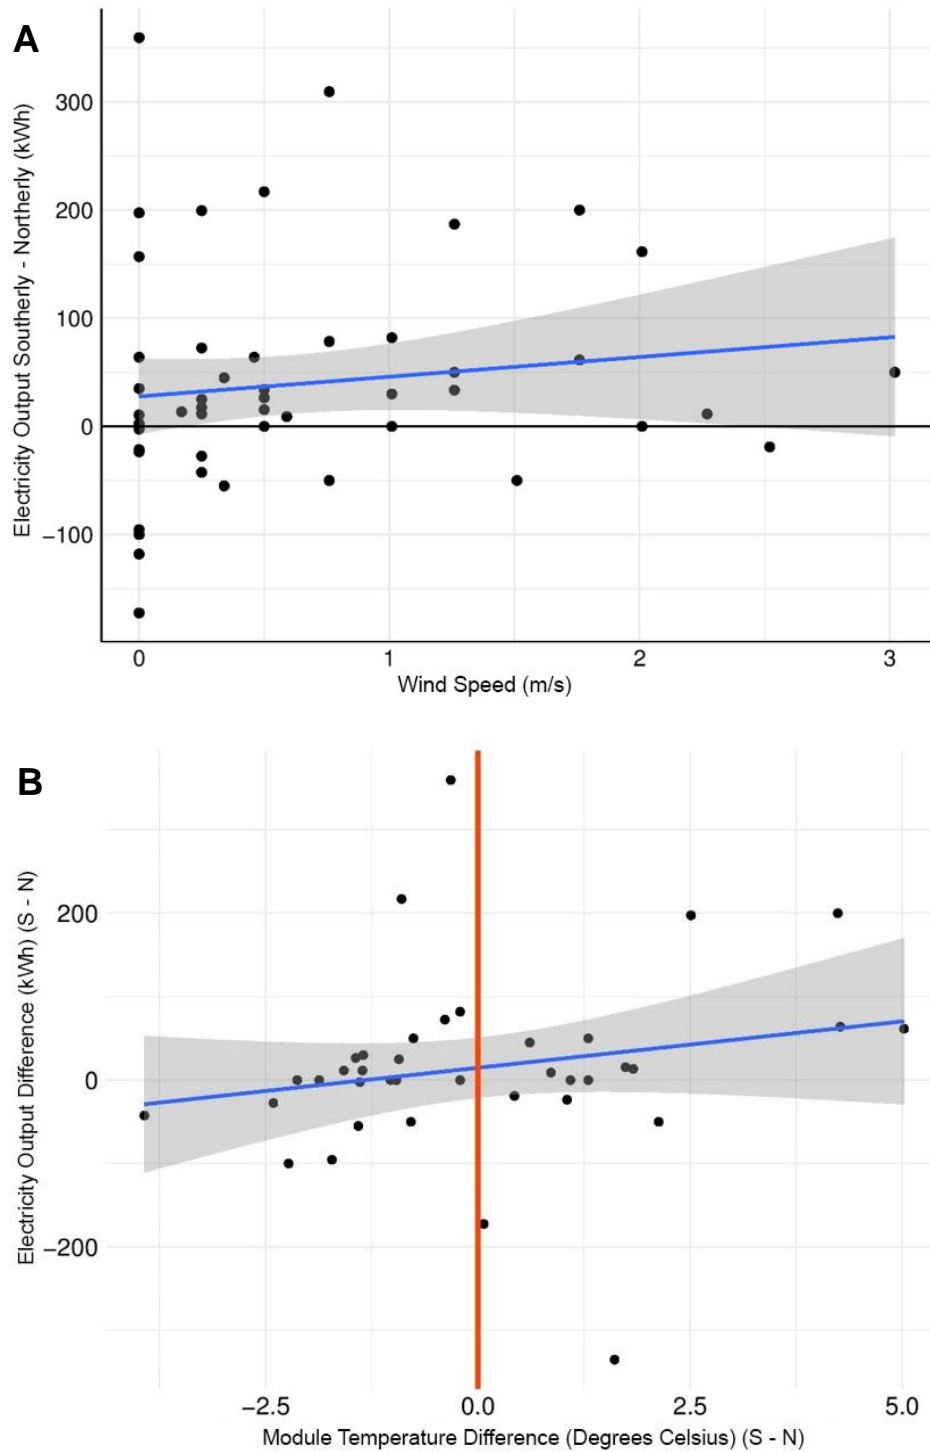 A
Electricity Output Southerly - Northerly (kWh)
300
200
100
0
−100
0 1 2 3
Wind Speed (m/s)
B
Electricity Output Difference (kWh) (S - N)
200
0
−200
−2.5 0.0 2.5 5.0
Module Temperature Difference (Degrees Celsius) (S - N)